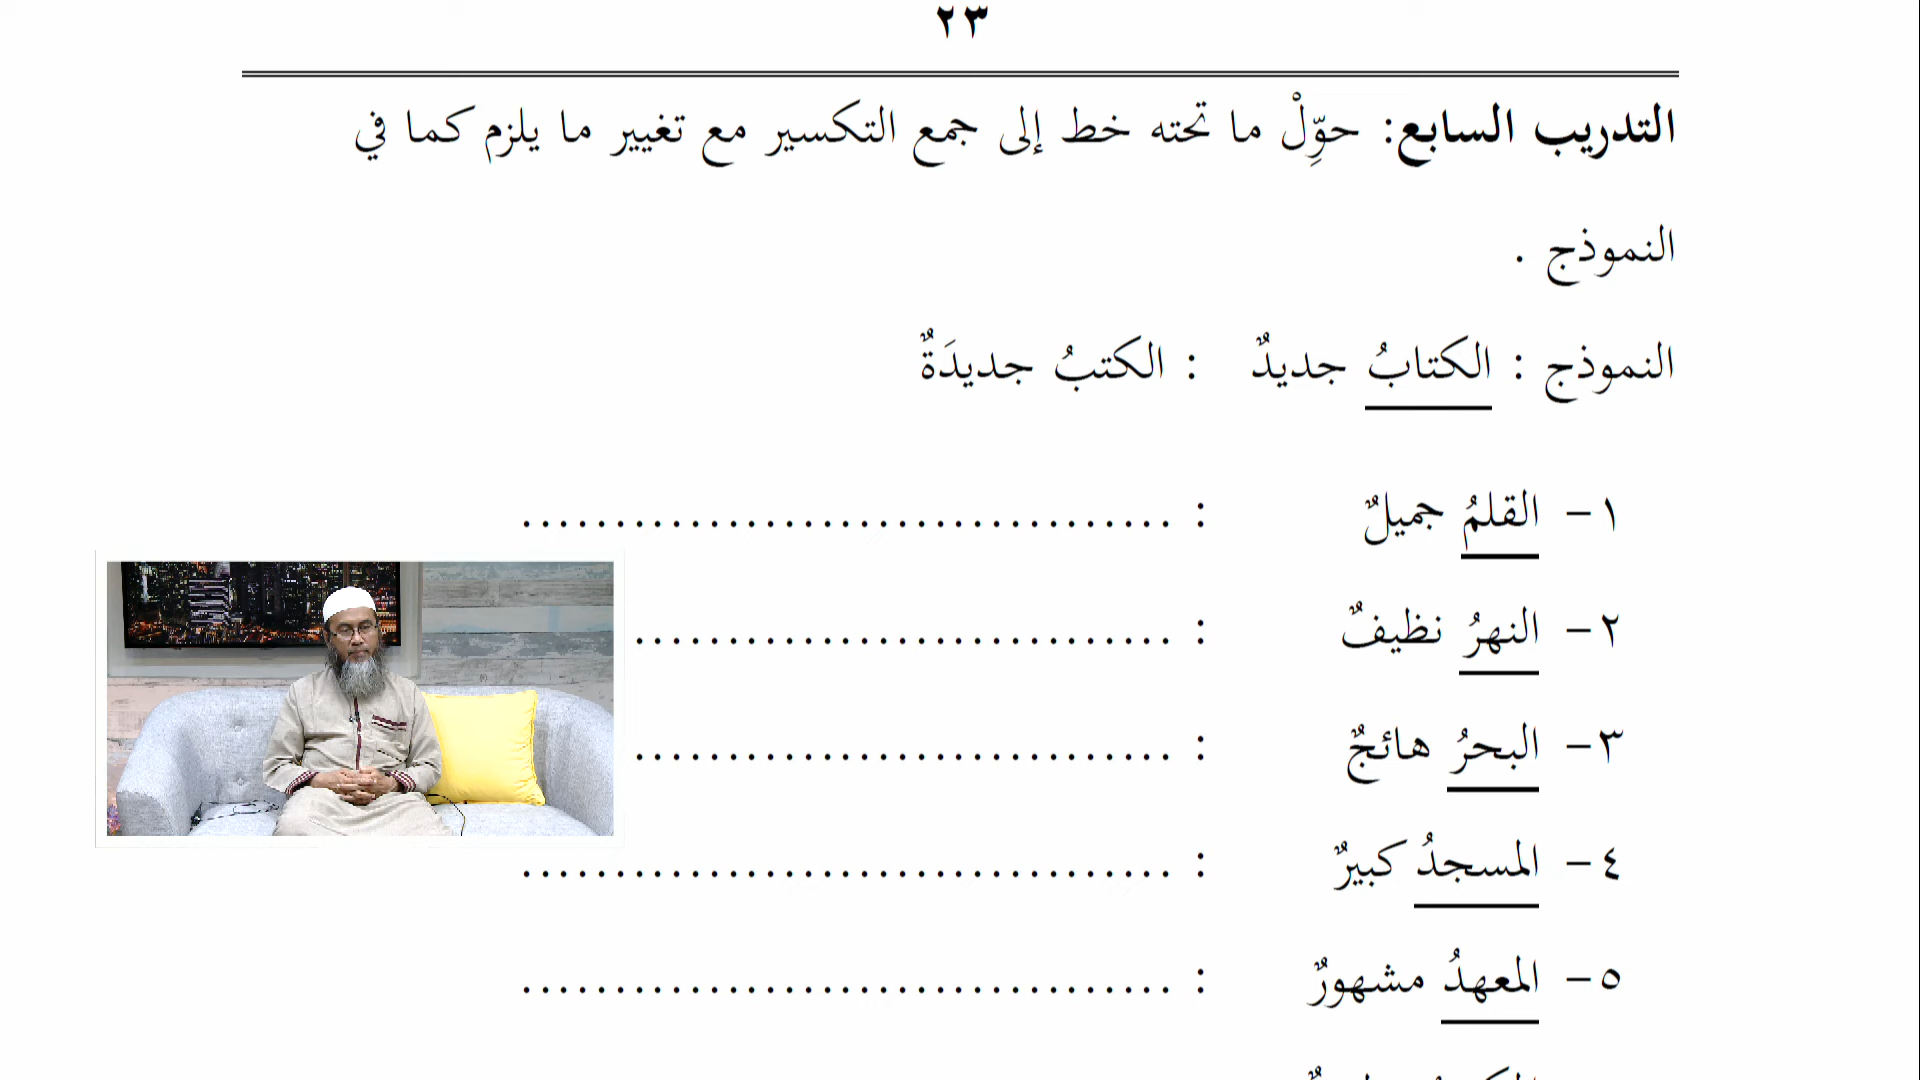 ٢٣
التدريب السابع: حوِّلْ ما تحته خط إلى جمع التكسير مع تغيير ما يلزم كما في
النموذج .
النموذج : الكتابُ جديدٌ : الكتبُ جديدَةٌ
١- القلمُ جميلٌ : ...................................
٢- النهرُ نظيفٌ : .............................
٣- البحرُ هائجٌ : .............................
٤- المسجدُ كبيرٌ : ...................................
٥- المعهدُ مشهورٌ : ...................................